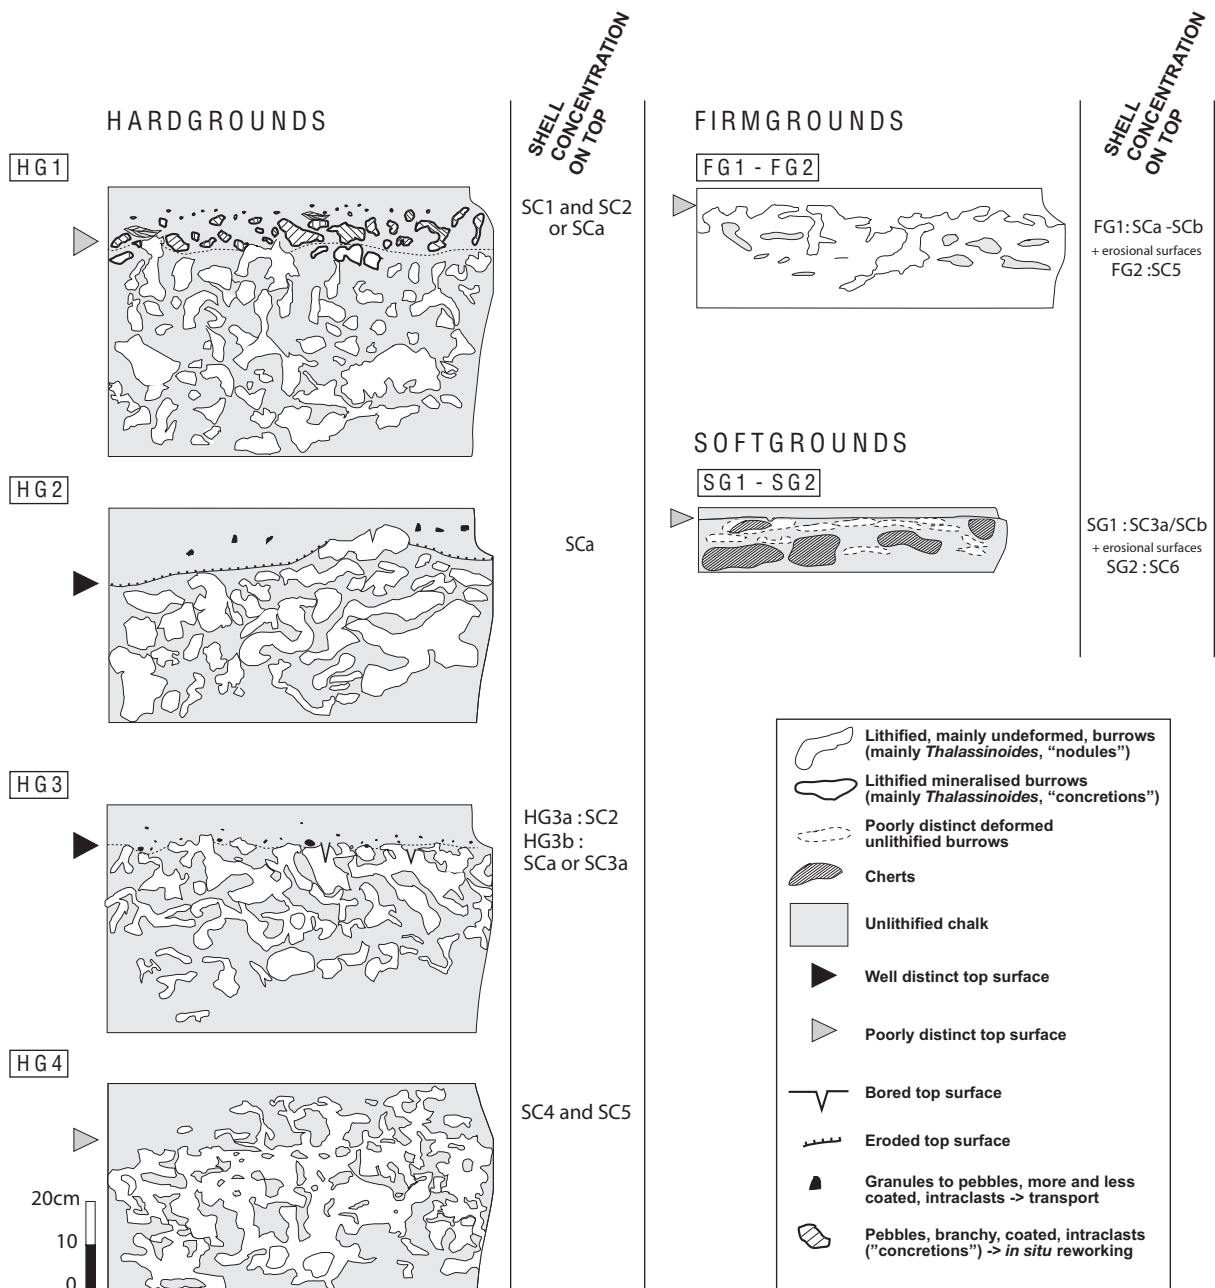 HARDGROUNDS
SHELL
CONCENTRATION
ON TOP
HG1
SC1 and SC2
or SCa
HG2
SCa
HG3
HG3a : SC2
HG3b :
SCa or SC3a
HG4
SC4 and SC5
20cm
10
0
FIRMGROUNDS
SHELL
CONCENTRATION
ON TOP
FG1 - FG2
FG1: SCa -SCb
+ erosional surfaces
FG2 :SC5
SOFTGROUNDS
SG1 - SG2
SG1 : SC3a/SCb
+ erosional surfaces
SG2 : SC6
Lithified, mainly undeformed, burrows
(mainly Thalassinoides, “nodules”)
Lithified mineralised burrows
(mainly Thalassinoides, “concretions”)
Poorly distinct deformed
unlithified burrows
Cherts
Unlithified chalk
Well distinct top surface
Poorly distinct top surface
Bored top surface
Eroded top surface
Granules to pebbles, more and less
coated, intraclasts -> transport
Pebbles, branchy, coated, intraclasts
(”concretions”) -> in situ reworking